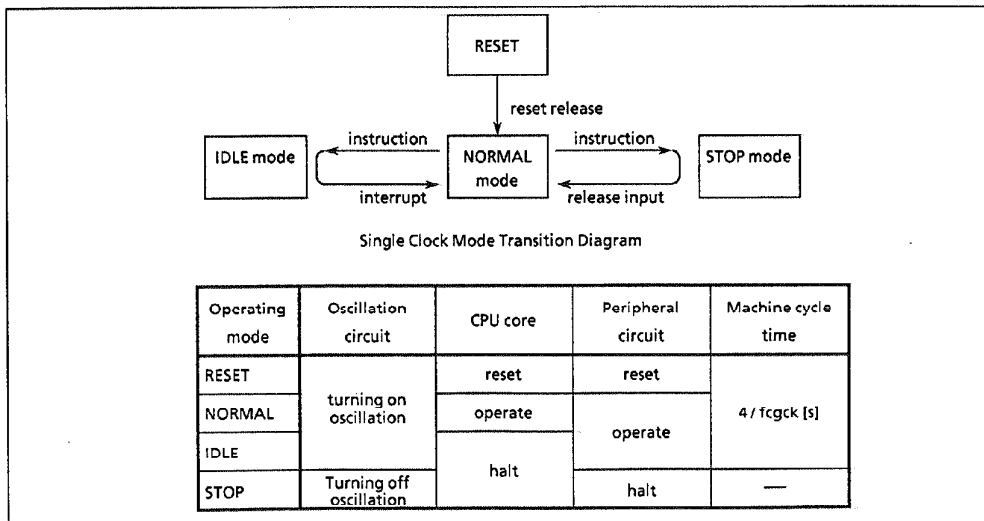 RESET
reset release
IDLE mode
instruction
interrupt
NORMAL
mode
instruction
release input
STOP mode
Single Clock Mode Transition Diagram
Operating
mode
Oscillation
circuit
CPU core
Peripheral
circuit
Machine cycle
time
RESET
turning on
oscillation
reset
reset
4 / fcgck [s]
NORMAL
operate
operate
IDLE
halt
STOP
Turning off
oscillation
halt
—